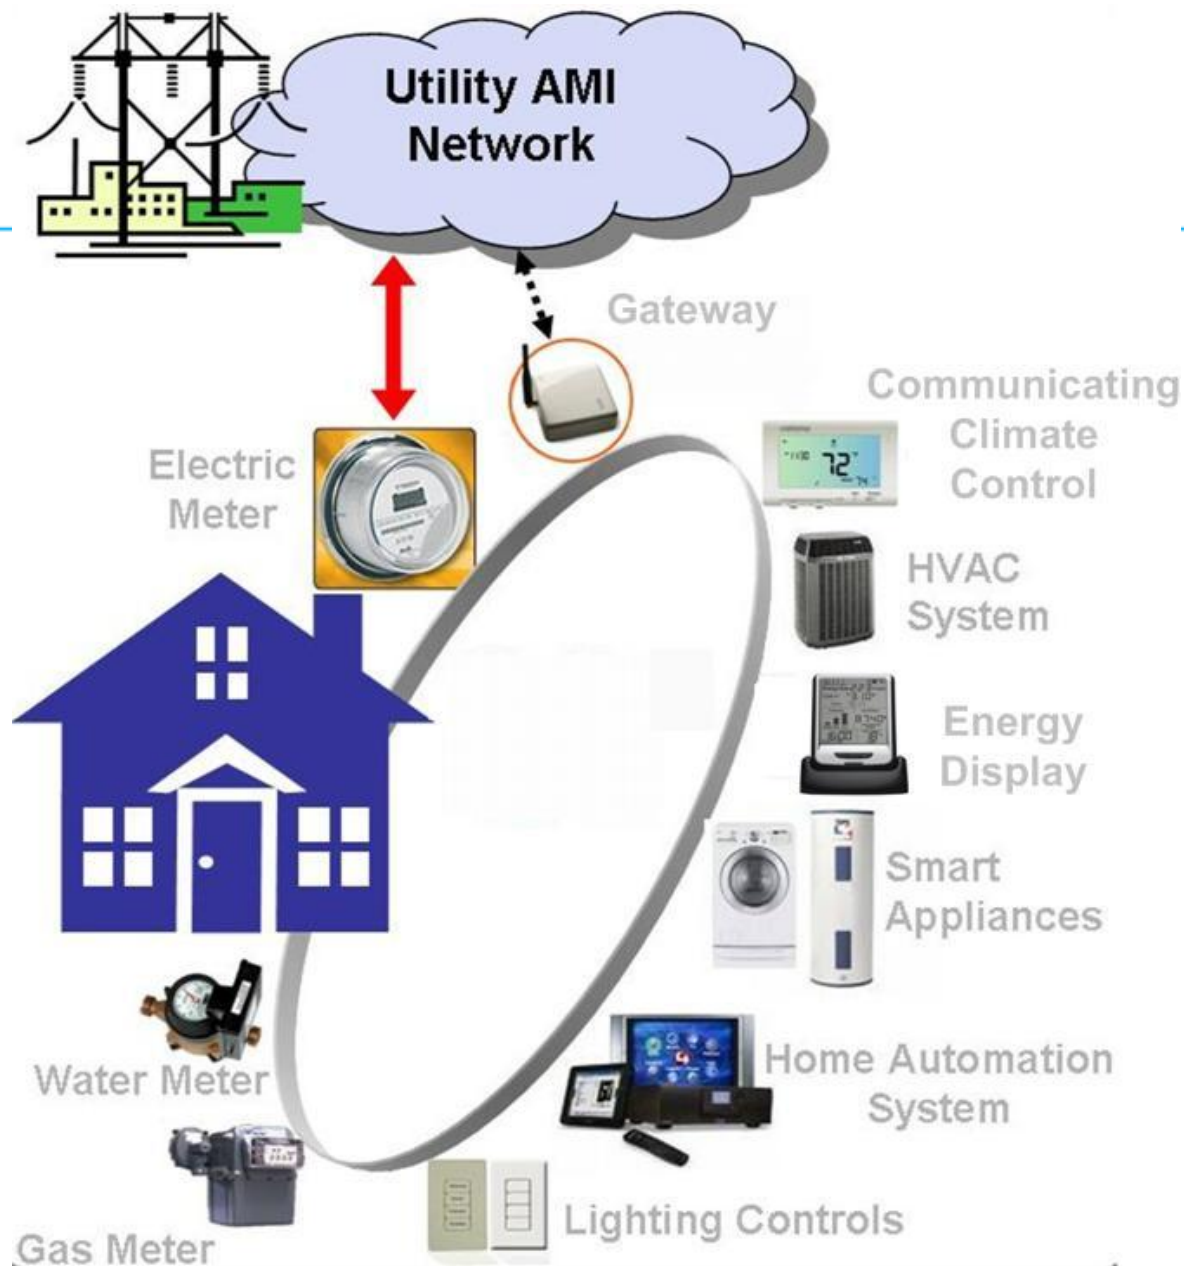 Utility AMI
Network
Gateway
Communicating
Climate
Control
Electric
Meter
72°
HVAC
System
Energy
Display
Smart
Appliances
Water Meter
Home Automation
System
Lighting Controls
Gas Meter